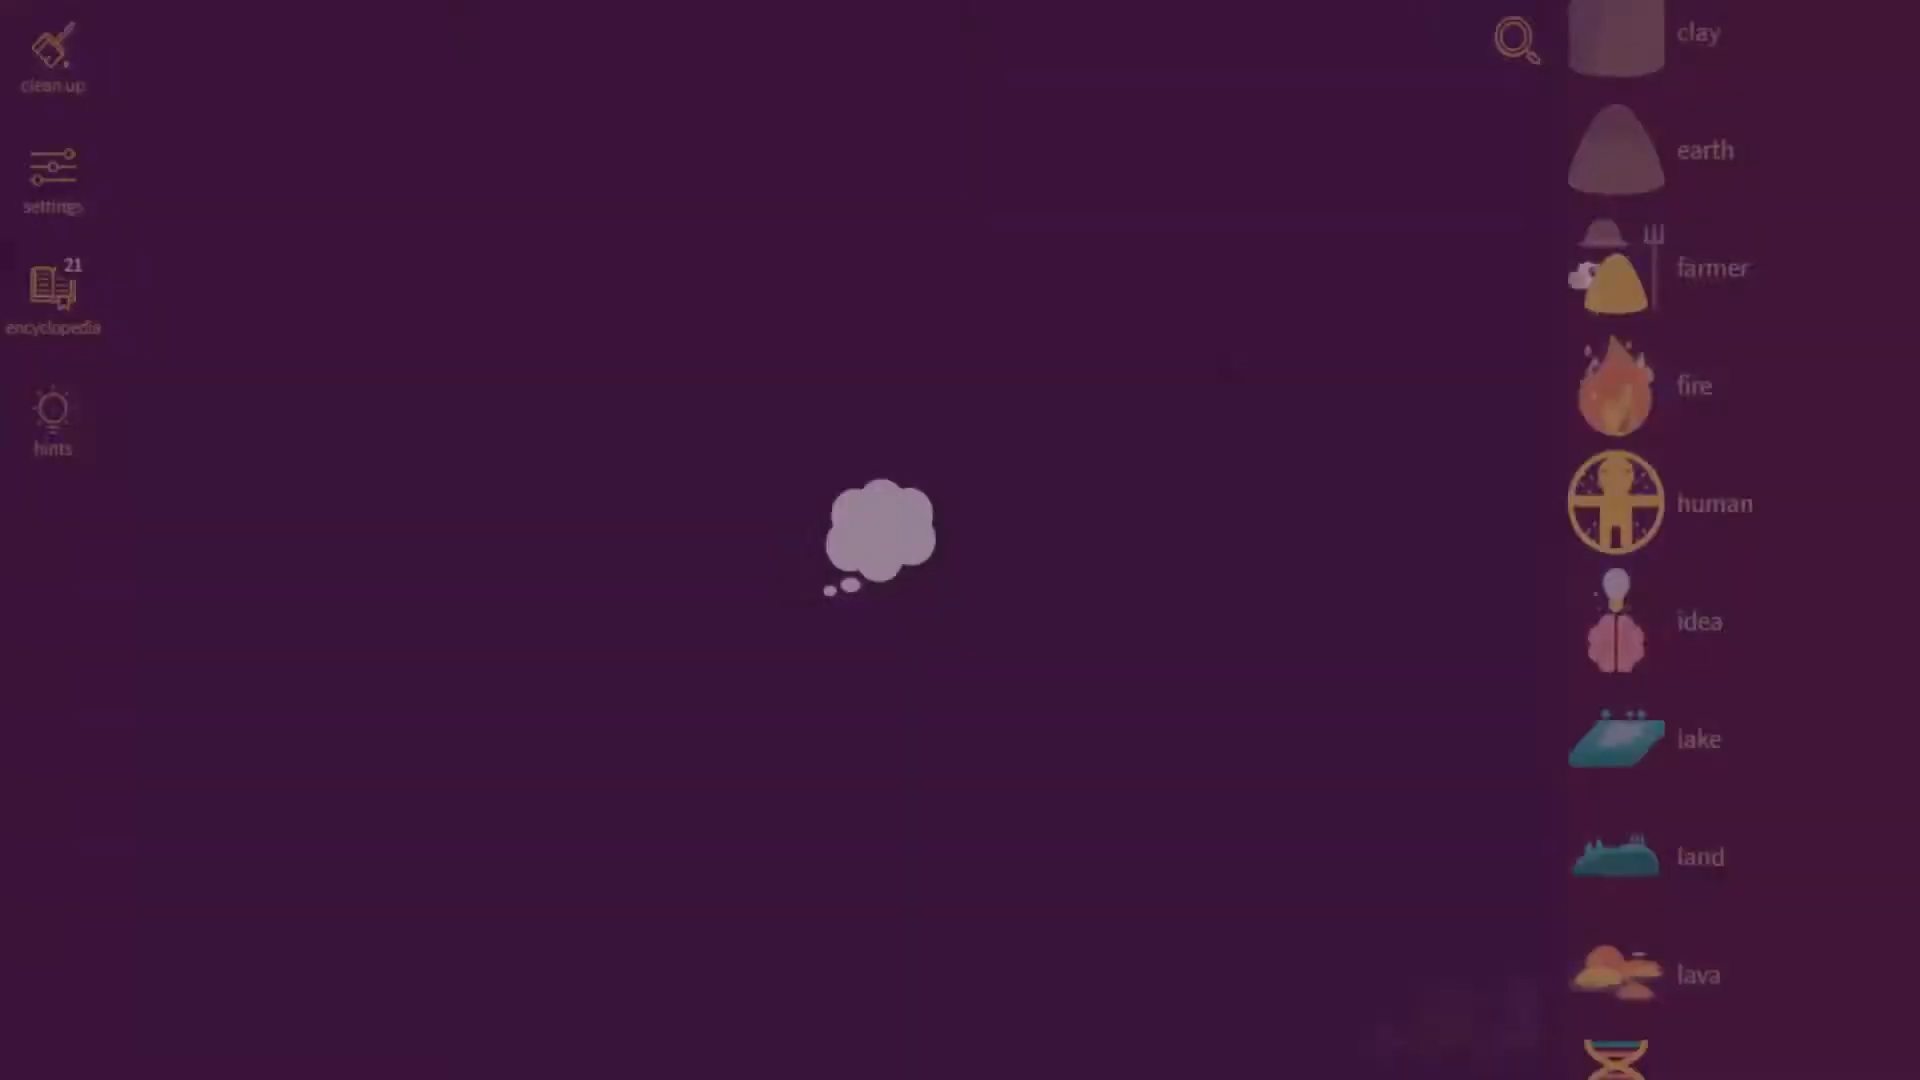 clean up
settings
21
encyclopedia
hints
clay
earth
farmer
fire
human
idea
lake
land
lava